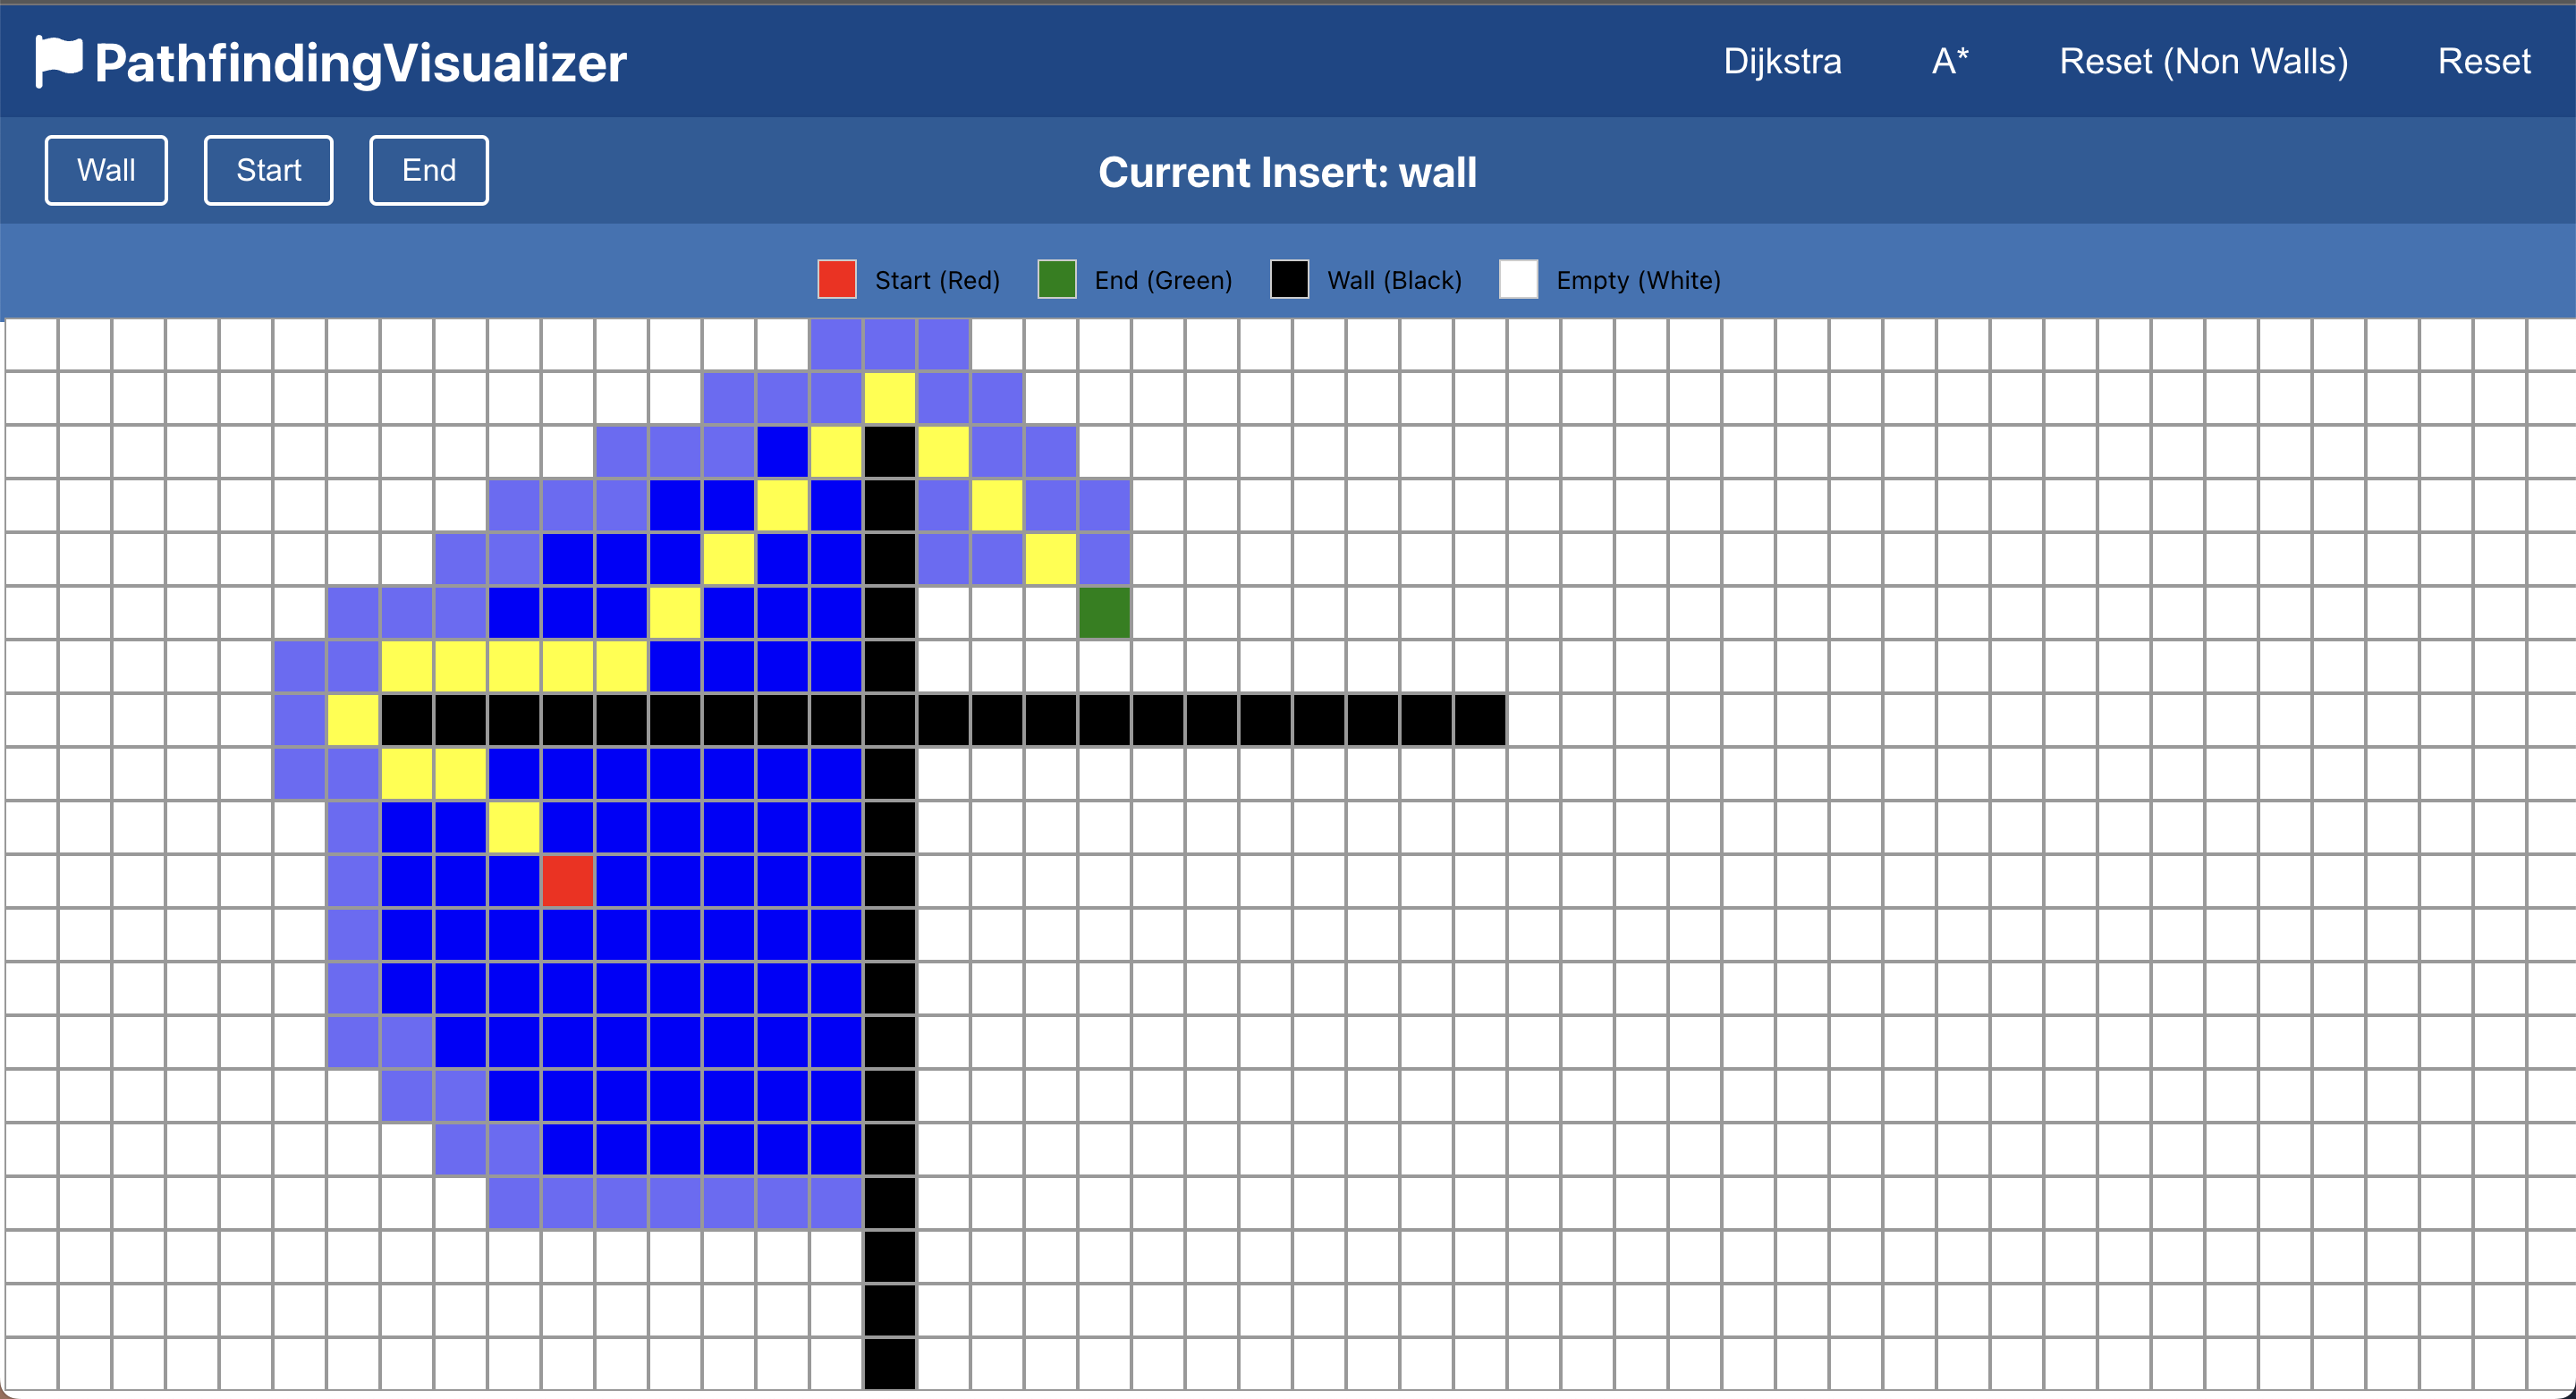 PathfindingVisualizer
Dijkstra A* Reset (Non Walls) Reset
Wall Start End
Current Insert: wall
Start (Red) End (Green) Wall (Black) Empty (White)